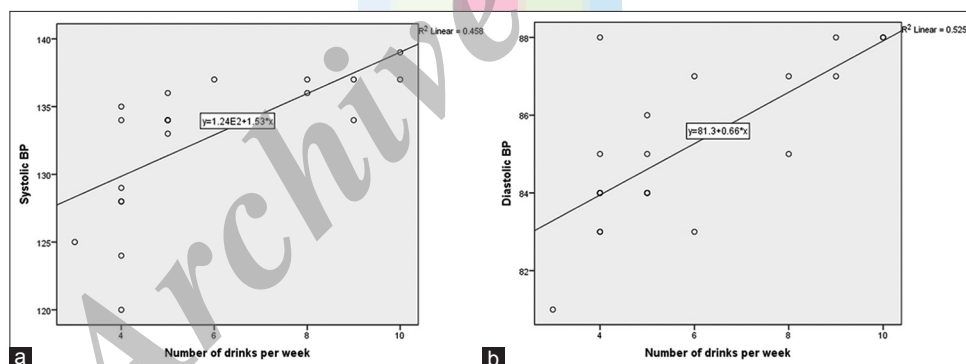 R² Linear = 0.458
140
135
130
125
120
Systolic BP
y=1.24E2+1.53*x
4
6
8
10
Number of drinks per week
a
R² Linear = 0.525
88
86
84
82
Diastolic BP
y=81.3+0.66*x
4
6
8
10
Number of drinks per week
b
Archive